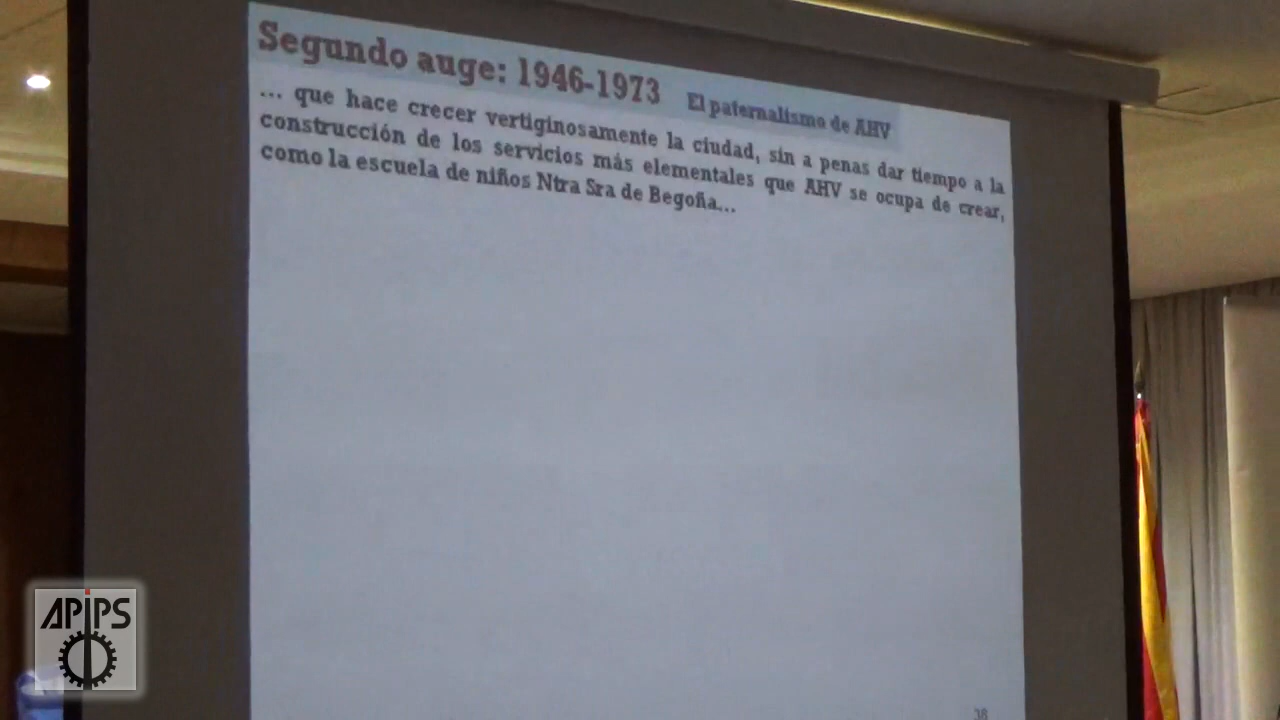 Segundo auge: 1946-1973 El paternalismo de AHV
... que hace crecer vertiginosamente la ciudad, sin a penas dar tiempo a la
construcción de los servicios más elementales que AHV se ocupa de crear,
como la escuela de niños Ntra Sra de Begoña...
38
APIPS